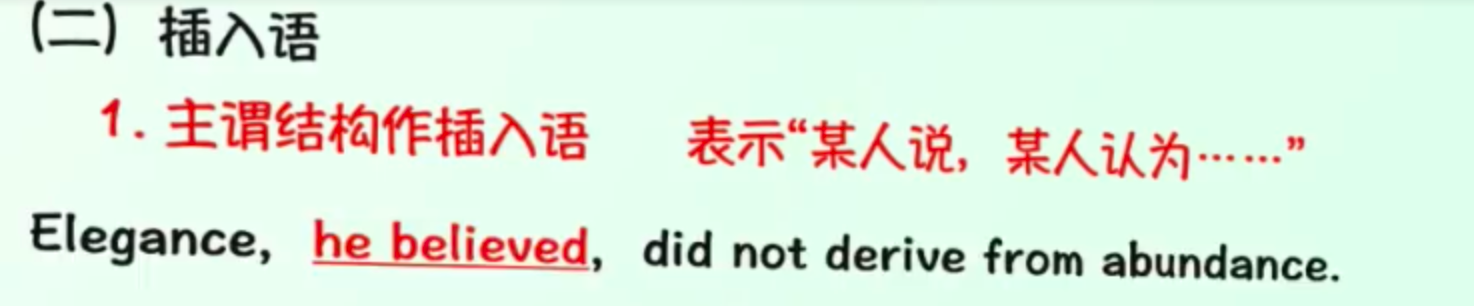 (二) 插入语
1. 主谓结构作插入语 表示“某人说, 某人认为……”
Elegance, he believed, did not derive from abundance.